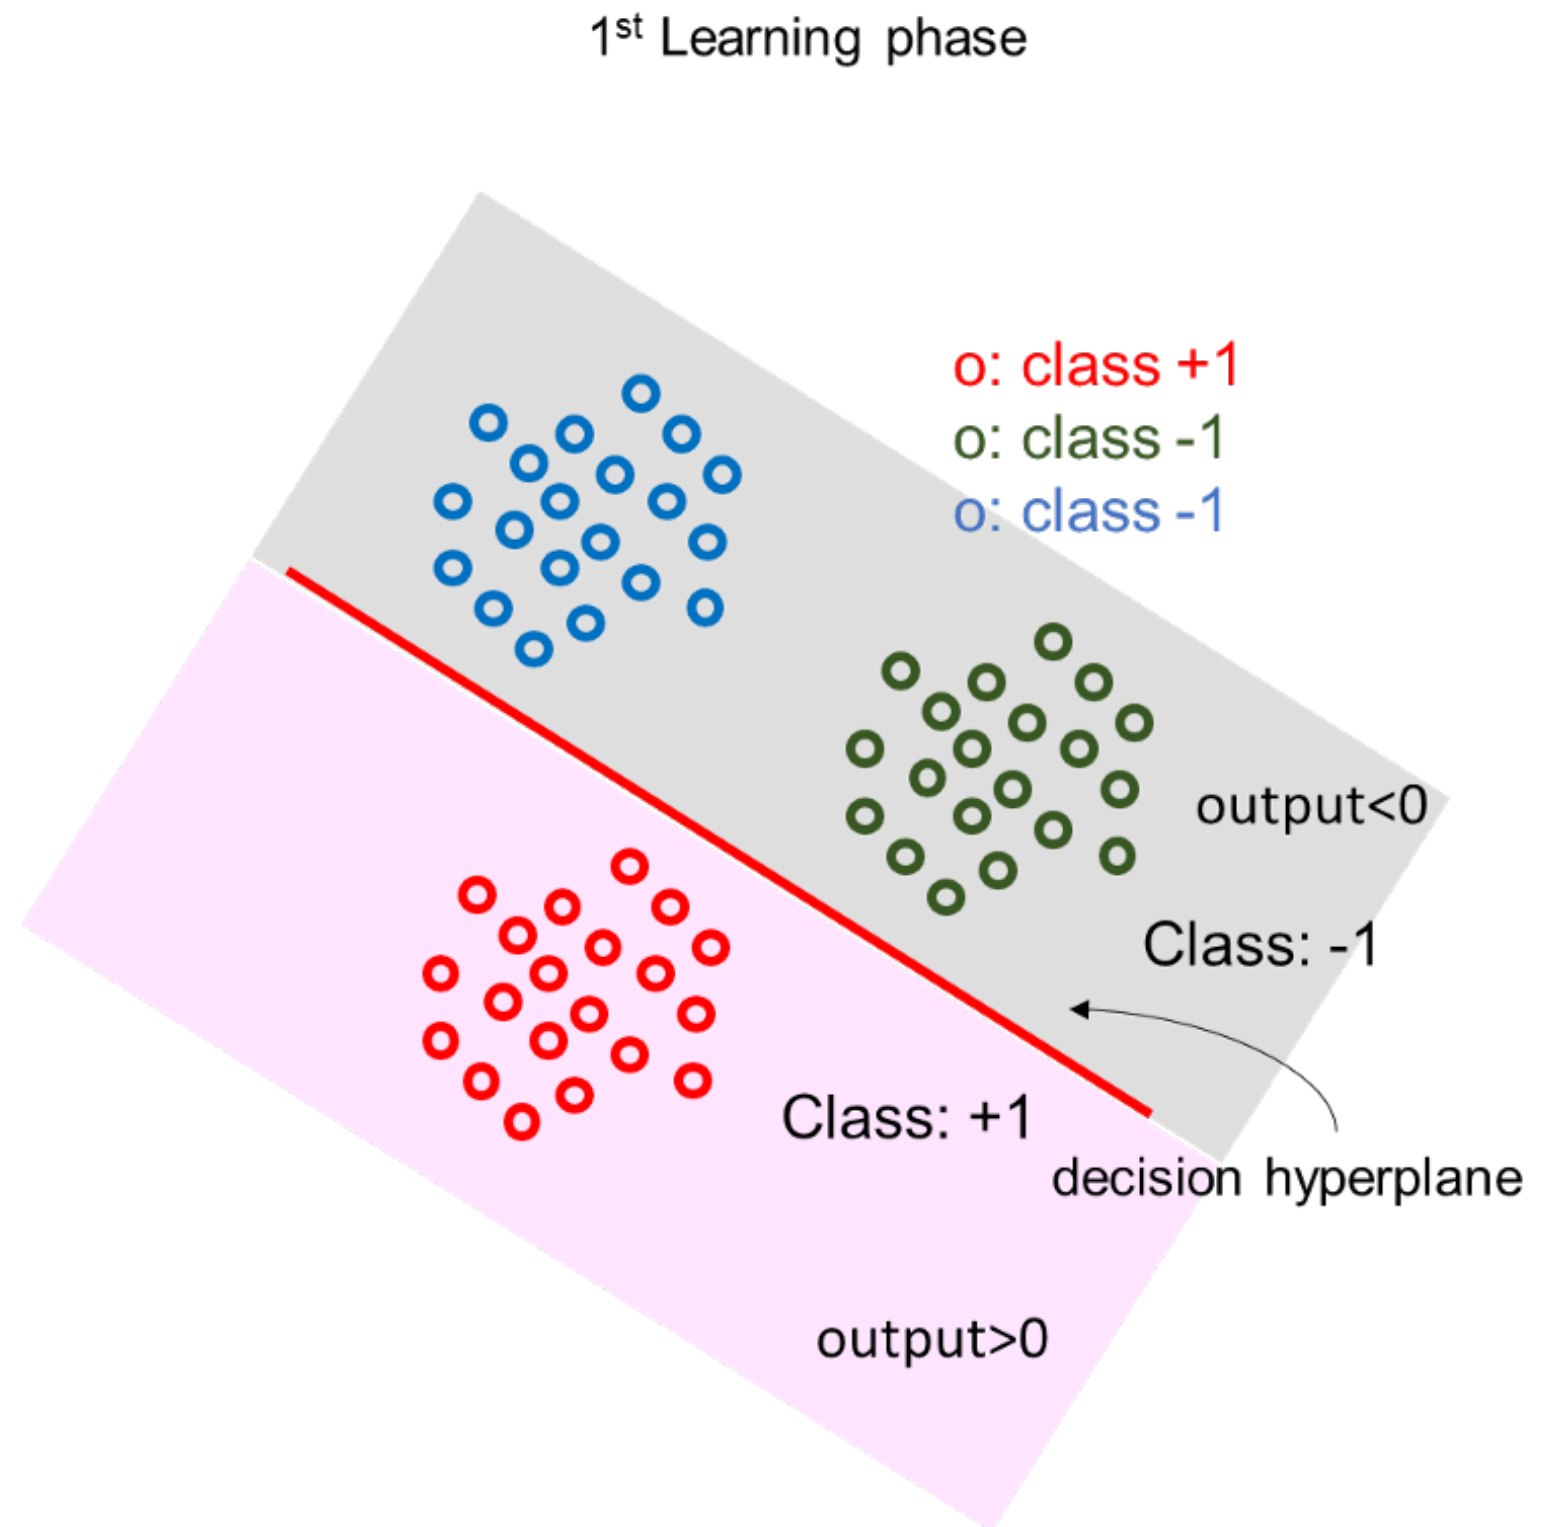 1st Learning phase
o: class +1
o: class -1
o: class -1
output<0
Class: -1
Class: +1
decision hyperplane
output>0